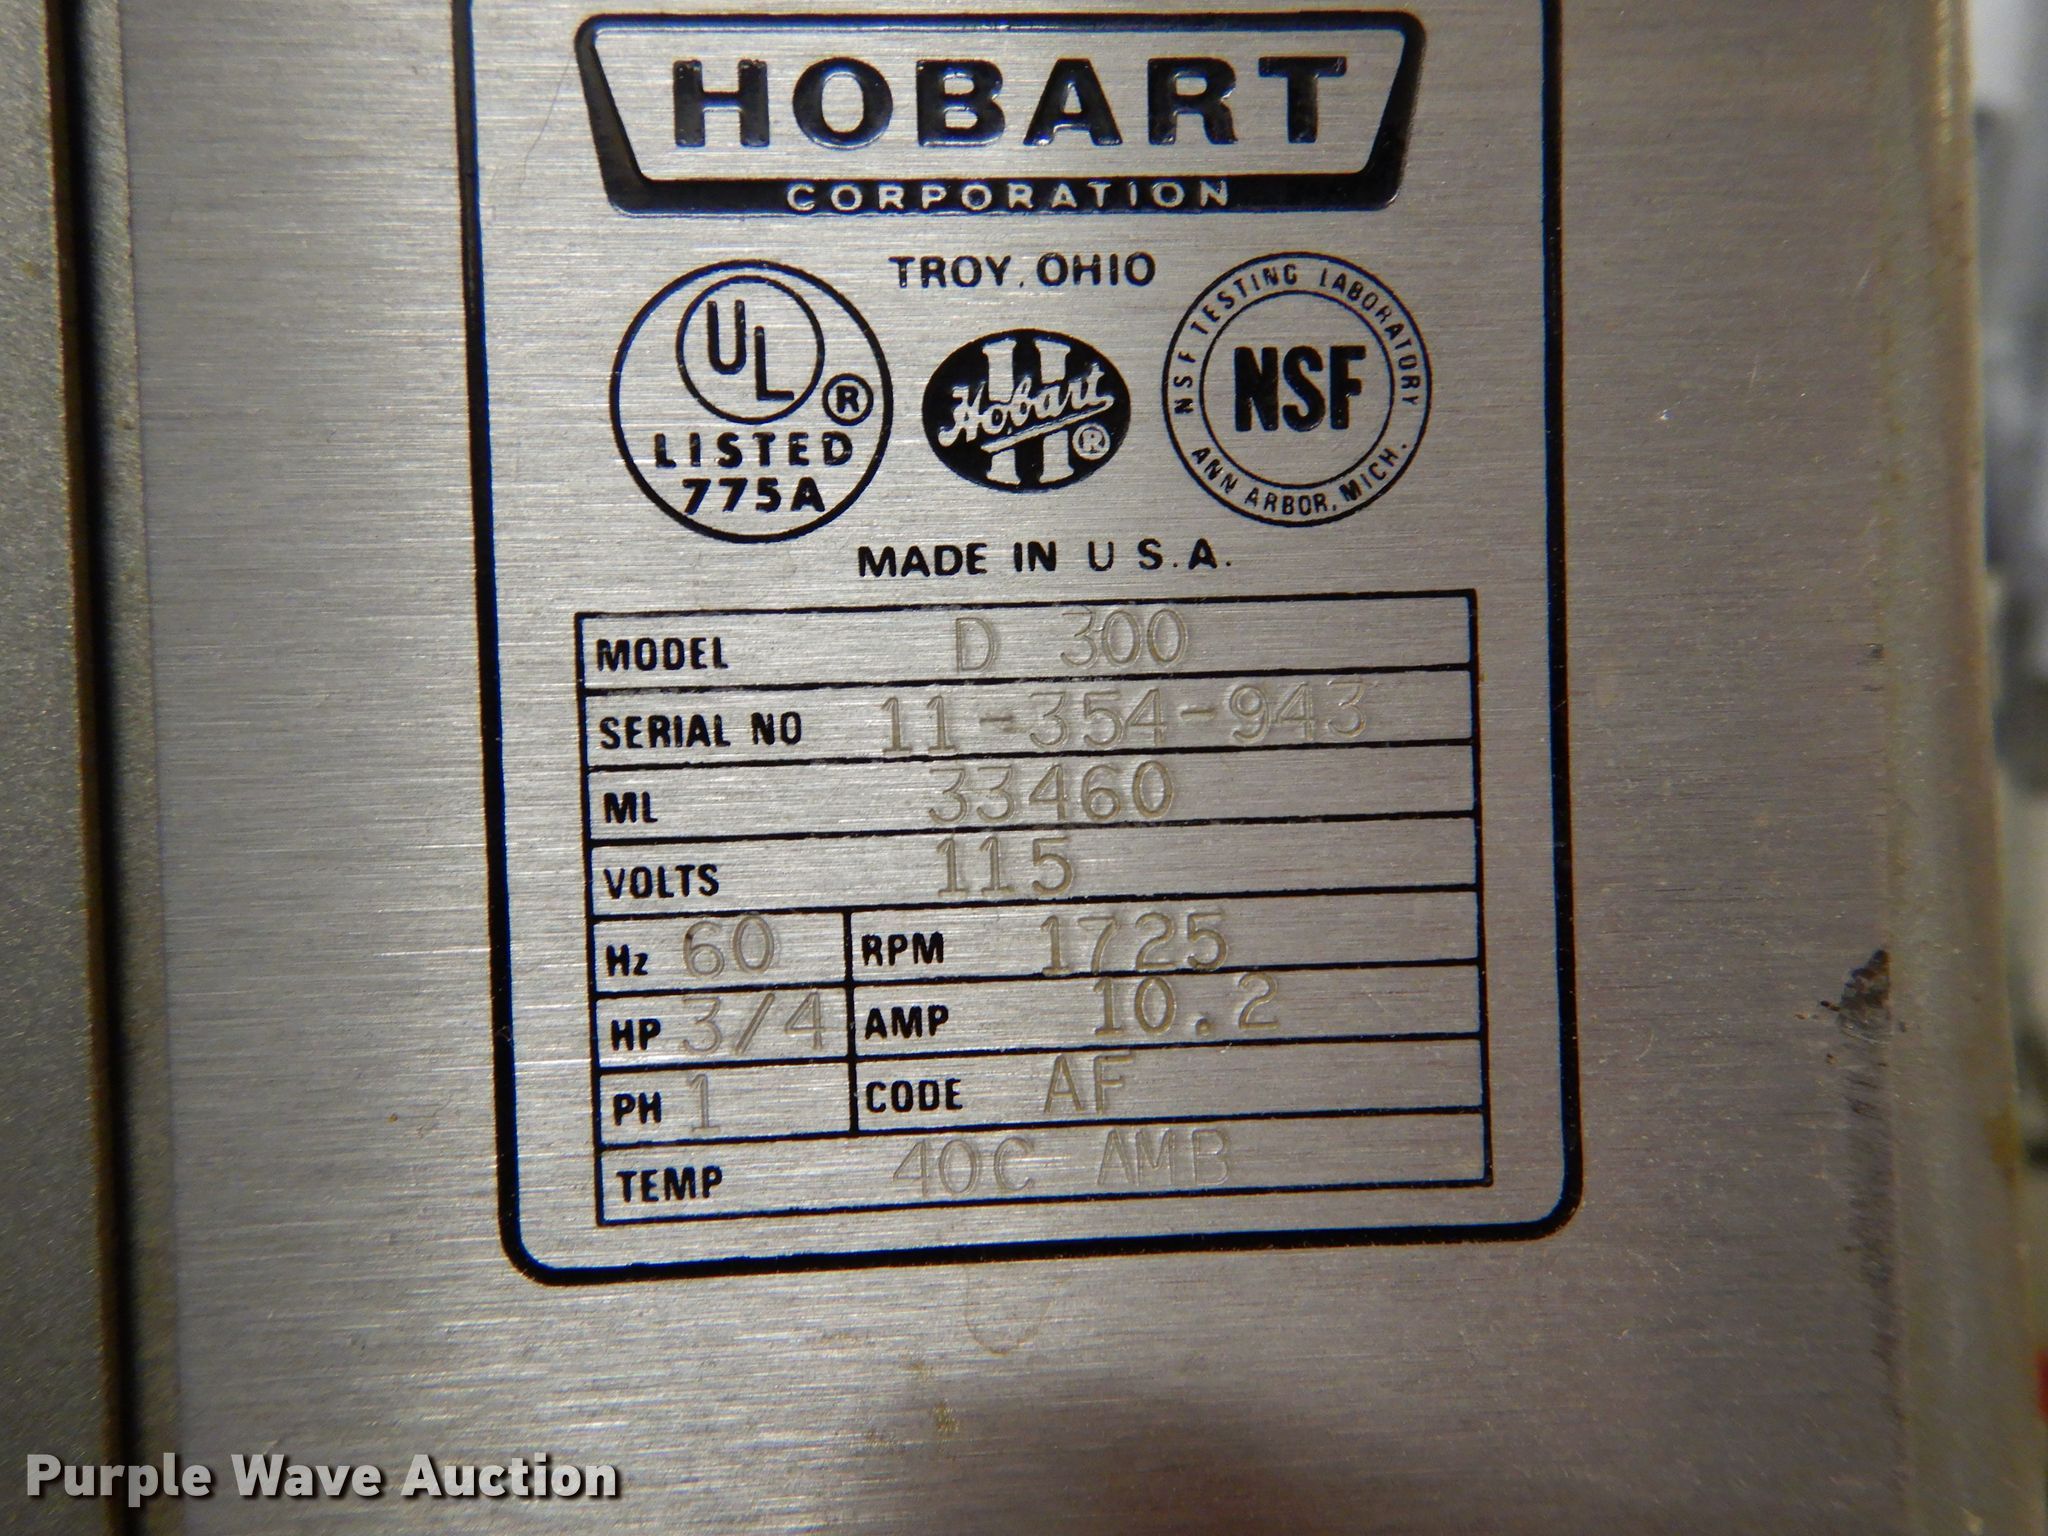 HOBART
CORPORATION
TROY, OHIO
UL
®
LISTED
775A
Hobart
®
NSF TESTING LABORATORY
NSF
ANN ARBOR, MICH.
MADE IN U S.A.
MODEL D 300
SERIAL NO 11-354-943
ML 33460
VOLTS 115
Hz 60 RPM 1725
HP 3/4 AMP 10.2
PH 1 CODE AF
TEMP 40C AMB
Purple Wave Auction